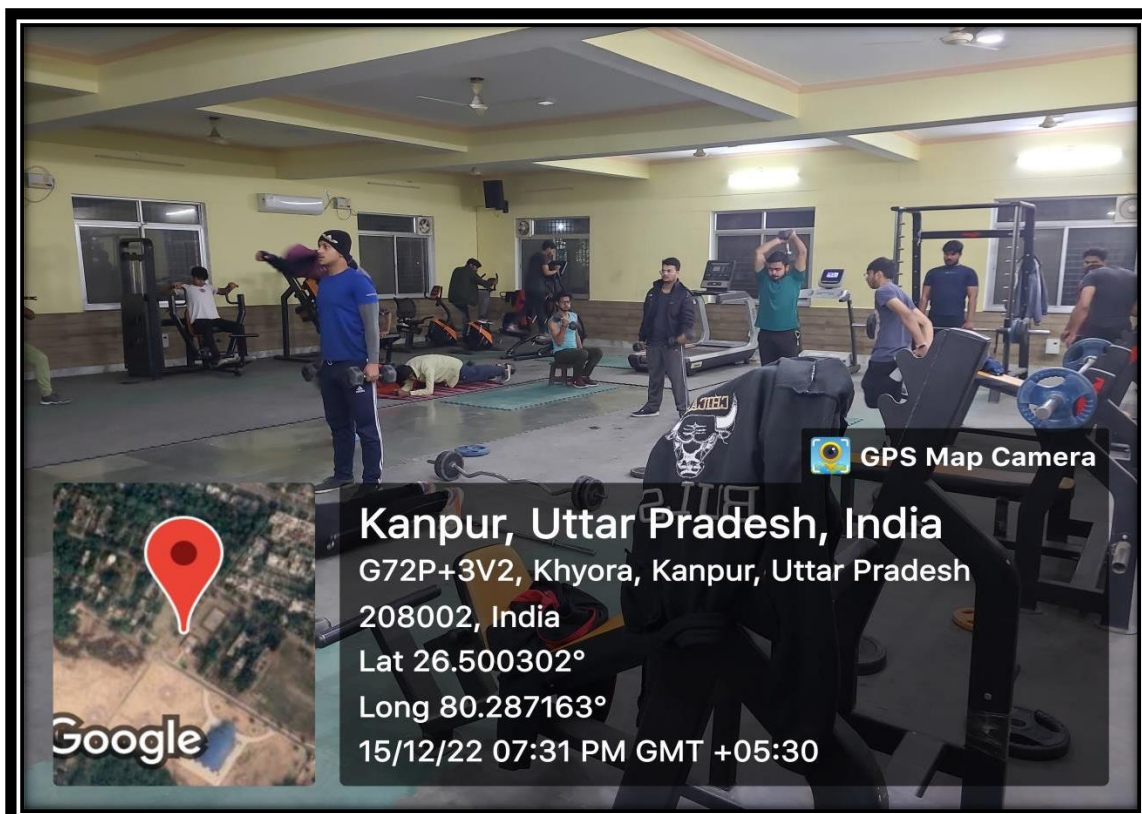 GPS Map Camera
Kanpur, Uttar Pradesh, India
G72P+3V2, Khyora, Kanpur, Uttar Pradesh
208002, India
Lat 26.500302°
Long 80.287163°
15/12/22 07:31 PM GMT +05:30
Google
BULLS